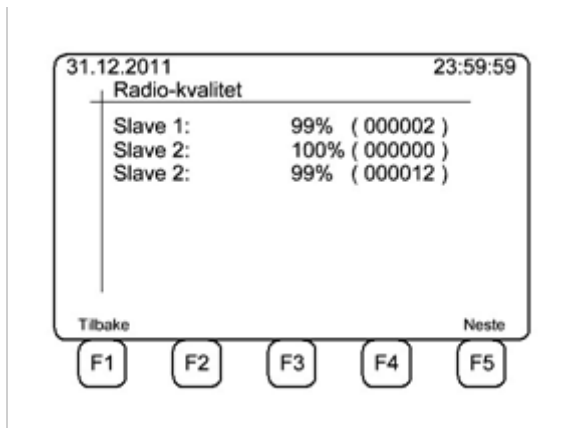 31.12.2011 23:59:59
Radio-kvalitet
Slave 1: 99% ( 000002 )
Slave 2: 100% ( 000000 )
Slave 2: 99% ( 000012 )
Tilbake Neste
F1 F2 F3 F4 F5